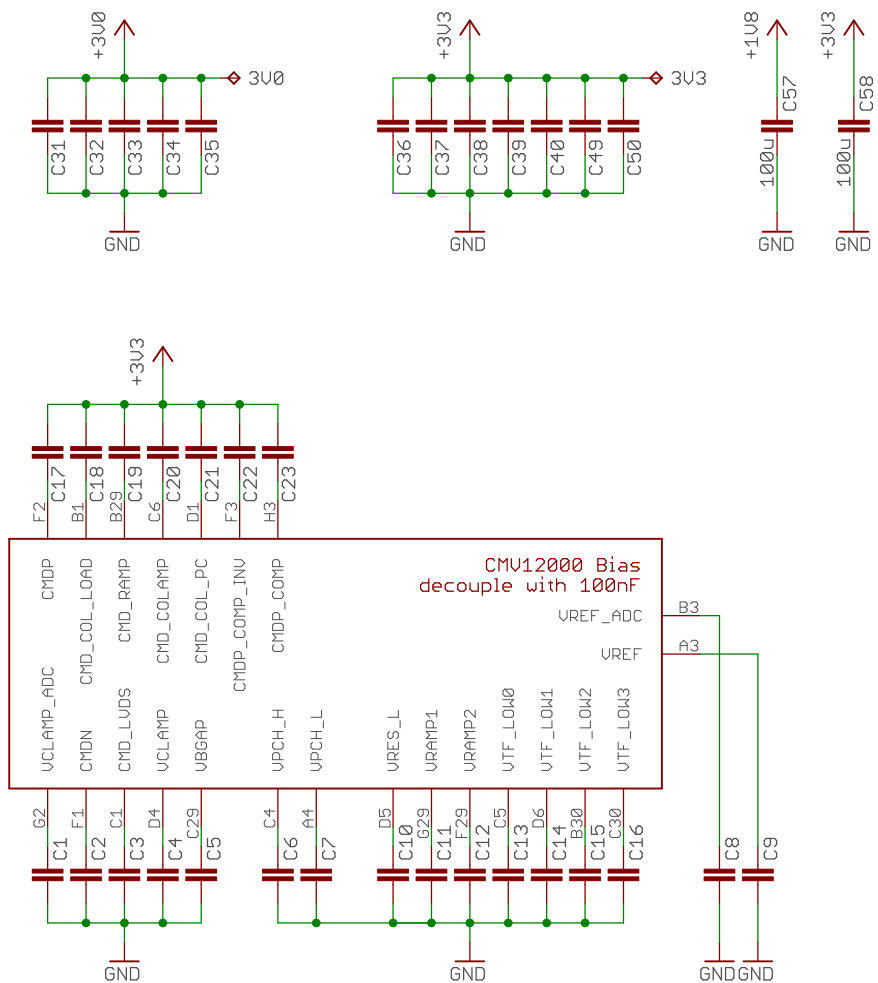 +3V0
+3V3
+1V8
+3V3
3V0
3V3
C31
C32
C33
C34
C35
C36
C37
C38
C39
C40
C49
C50
C57
100u
C58
100u
GND
GND
GND
GND
+3V3
C17
C18
C19
C20
C21
C22
C23
F2
B1
B29
C6
D1
F3
H3
CMDP
CMD_COL_LOAD
CMD_RAMP
CMD_COLAMP
CMD_COL_PC
CMDP_COMP_INV
CMDP_COMP
CMV12000 Bias
decouple with 100nF
VREF_ADC
B3
VREF
A3
VCLAMP_ADC
CMDN
CMD_LVDS
VCLAMP
VBGAP
VPCH_H
VPCH_L
VRES_L
VRAMP1
VRAMP2
VTF_LOW0
VTF_LOW1
VTF_LOW2
VTF_LOW3
G2
F1
C1
D4
C29
C4
A4
D5
G29
F29
C5
D6
B30
C30
C1
C2
C3
C4
C5
C6
C7
C10
C11
C12
C13
C14
C15
C16
C8
C9
GND
GND
GND
GND